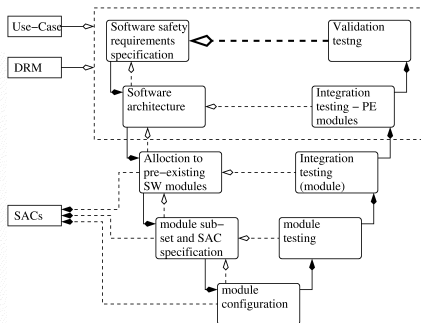 Use-Case
DRM
Software safety
requirements
specification
Validation
testng
Software
architecture
Integration
testing - PE
modules
Alloction to
pre-existing
SW modules
Integration
testing
(module)
SACs
module sub-
set and SAC
specification
module
testing
module
configuration